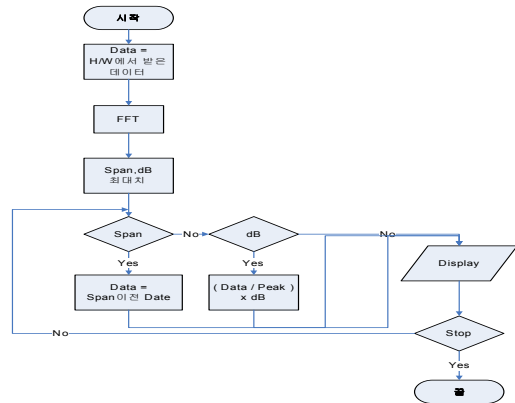 시작
Data =
H/W에서 받은
데이터
FFT
Span,dB
최대치
Span
No
dB
No
Display
Yes
Yes
Data =
Span이전 Date
( Data / Peak )
x dB
No
Stop
Yes
끝